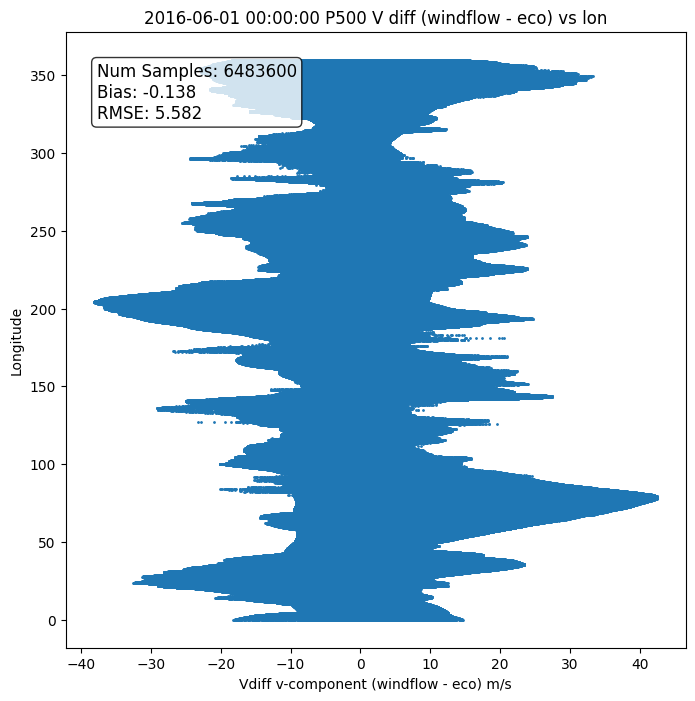 2016-06-01 00:00:00 P500 V diff (windflow - eco) vs lon
Num Samples: 6483600
Bias: -0.138
RMSE: 5.582
350
300
250
200
150
100
50
0
Longitude
−40 −30 −20 −10 0 10 20 30 40
Vdiff v-component (windflow - eco) m/s